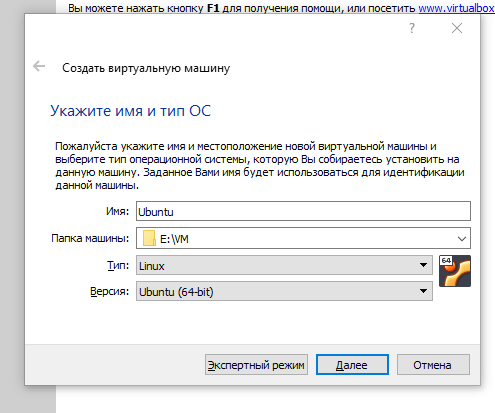 Вы можете нажать кнопку F1 для получения помощи, или посетить www.virtualbox
?
Создать виртуальную машину
Укажите имя и тип ОС
Пожалуйста укажите имя и местоположение новой виртуальной машины и
выберите тип операционной системы, которую Вы собираетесь установить на
данную машину. Заданное Вами имя будет использоваться для идентификации
данной машины.
Имя: Ubuntu
Папка машины: E:\VM
Тип: Linux
64
Версия: Ubuntu (64-bit)
Экспертный режим Далее Отмена